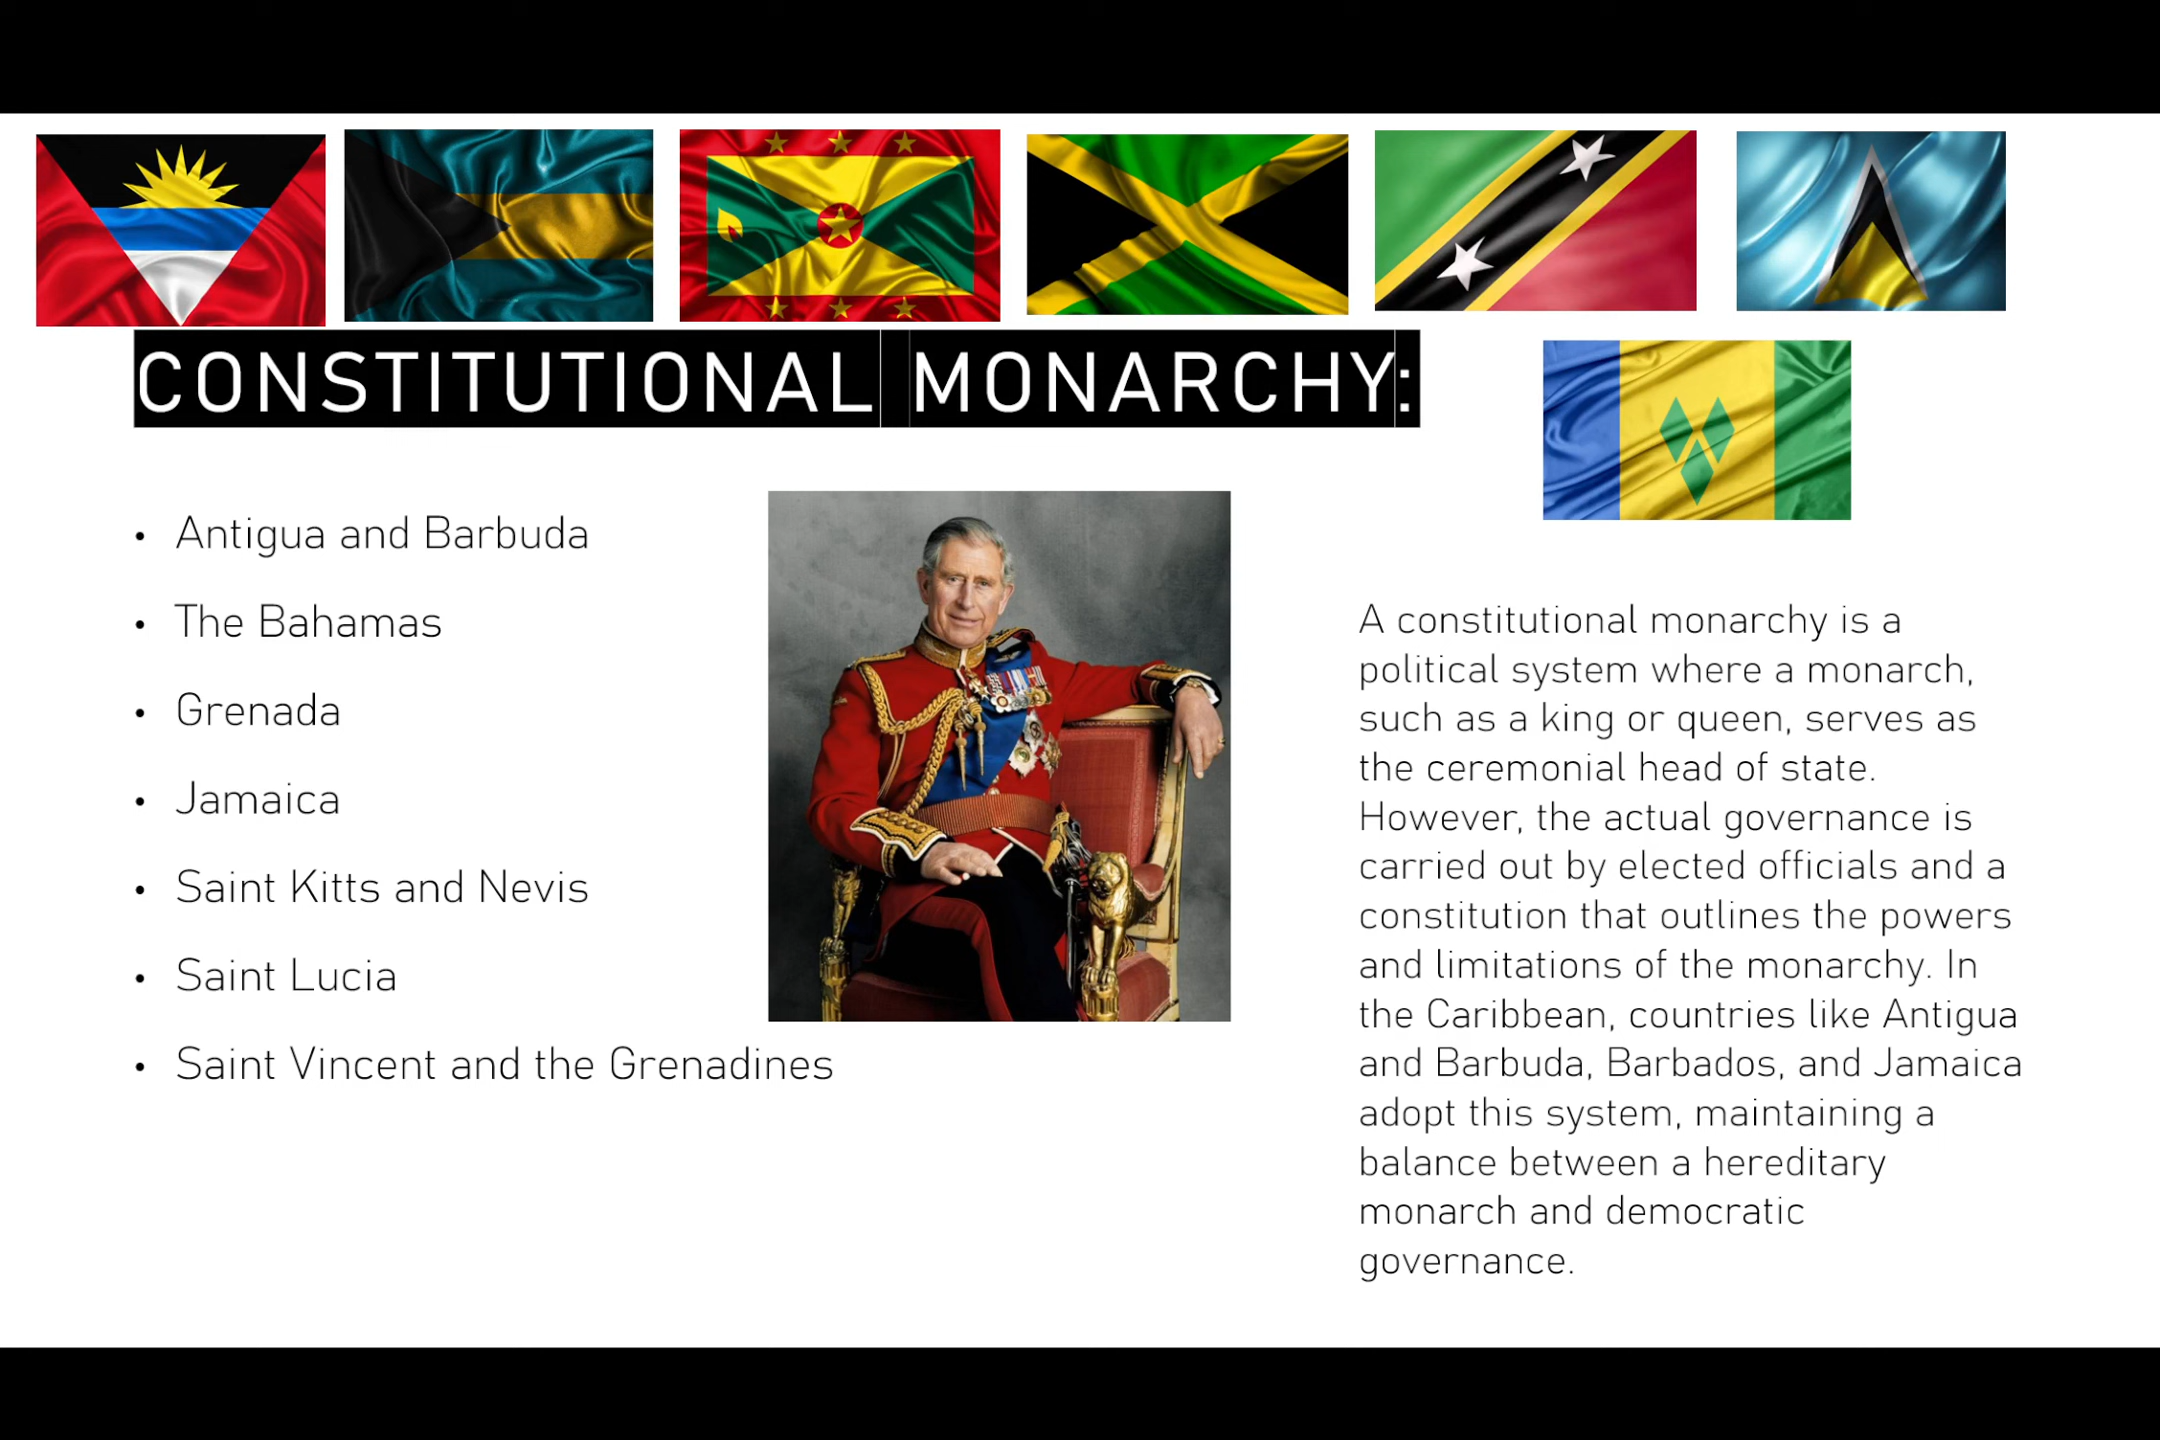 CONSTITUTIONAL MONARCHY:
• Antigua and Barbuda
• The Bahamas
• Grenada
• Jamaica
• Saint Kitts and Nevis
• Saint Lucia
• Saint Vincent and the Grenadines
A constitutional monarchy is a
political system where a monarch,
such as a king or queen, serves as
the ceremonial head of state.
However, the actual governance is
carried out by elected officials and a
constitution that outlines the powers
and limitations of the monarchy. In
the Caribbean, countries like Antigua
and Barbuda, Barbados, and Jamaica
adopt this system, maintaining a
balance between a hereditary
monarch and democratic
governance.